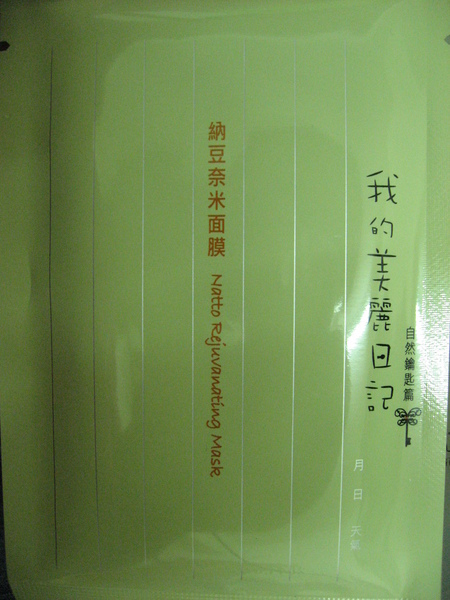 我的美麗日記
自然鑰匙篇
月 日 天氣
納豆奈米面膜 Natto Rejuvanating Mask